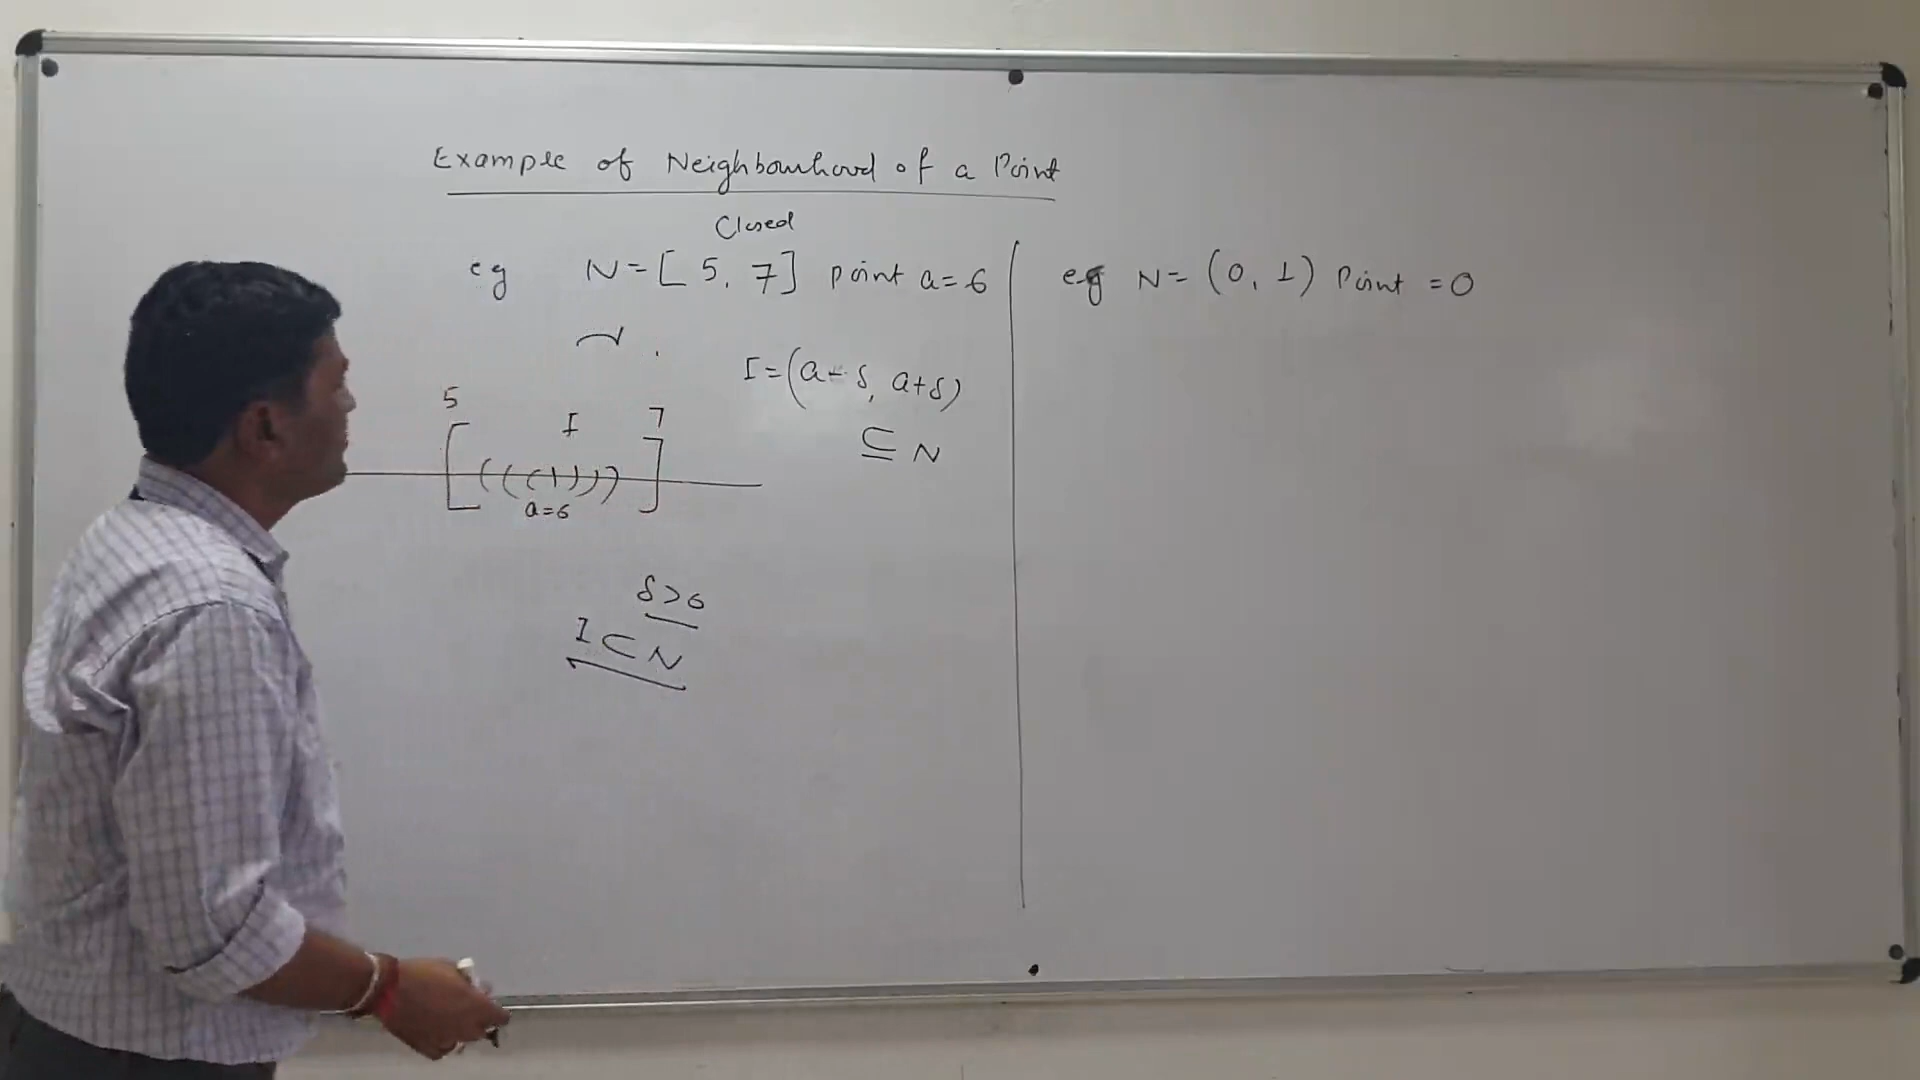 Example of Neighbourhood of a Point
Closed
eg N = [ 5, 7 ] point a = 6
I = (a - δ, a + δ)
⊆ N
5 I 7
a = 6
δ > 0
I ⊂ N
eg N = (0, 1) Point = 0